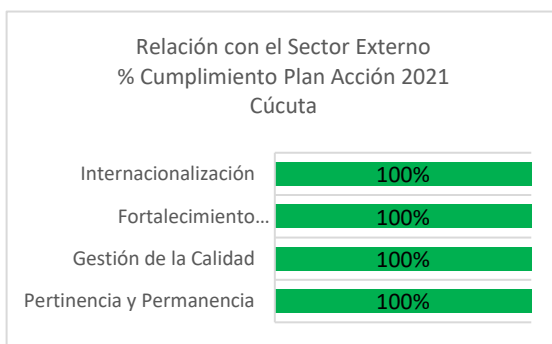 Relación con el Sector Externo
% Cumplimiento Plan Acción 2021
Cúcuta
Internacionalización 100%
Fortalecimiento... 100%
Gestión de la Calidad 100%
Pertinencia y Permanencia 100%